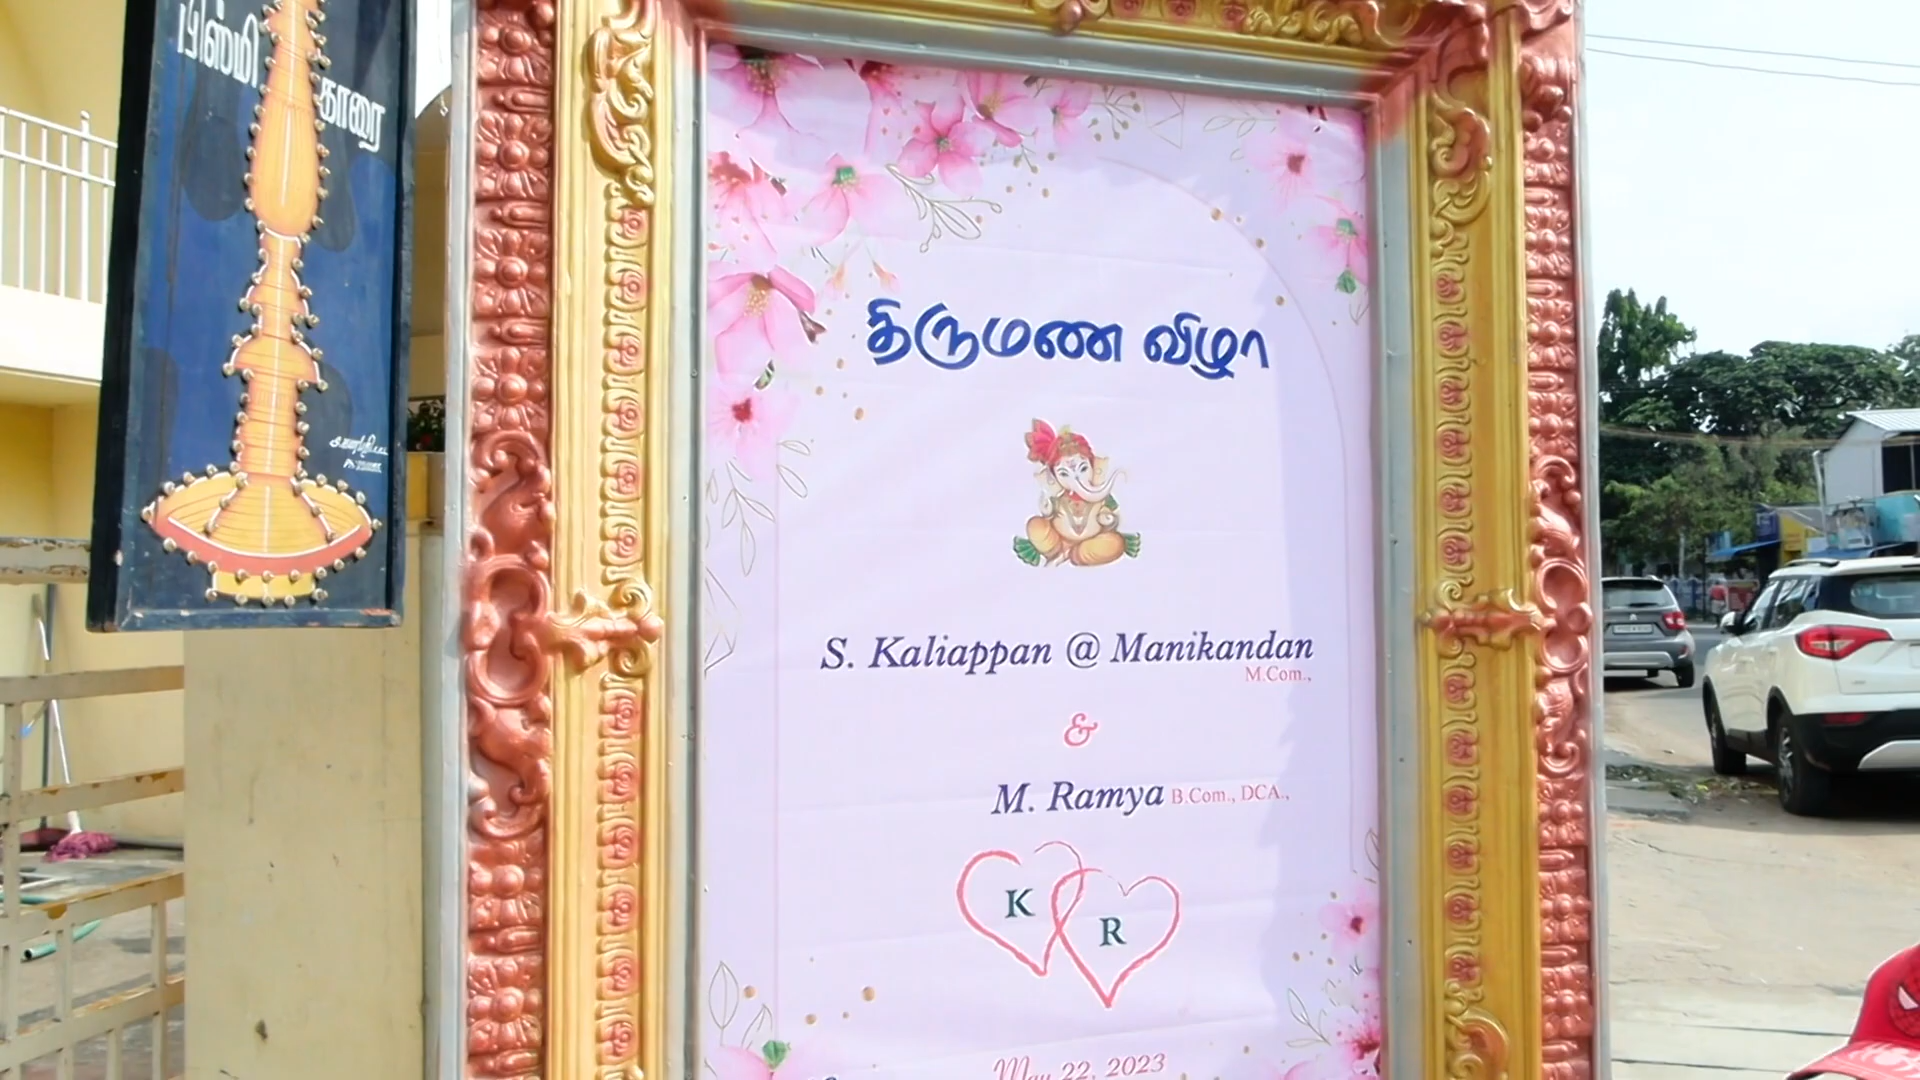 தாரை
திருமண விழா
S. Kaliappan @ Manikandan
M.Com.,
&
M. Ramya B.Com., DCA.,
K
R
May 22, 2023